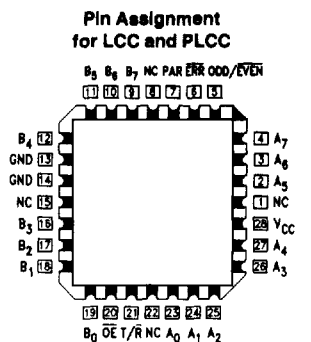 Pin Assignment
for LCC and PLCC
B5 B6 B7 NC PAR E̅R̅R̅ ODD/E̅V̅E̅N̅
11 10 9 8 7 6 5
B4 12
GND 13
GND 14
NC 15
B3 16
B2 17
B1 18
4 A7
3 A6
2 A5
1 NC
28 VCC
27 A4
26 A3
19 20 21 22 23 24 25
B0 O̅E̅ T/R̅ NC A0 A1 A2